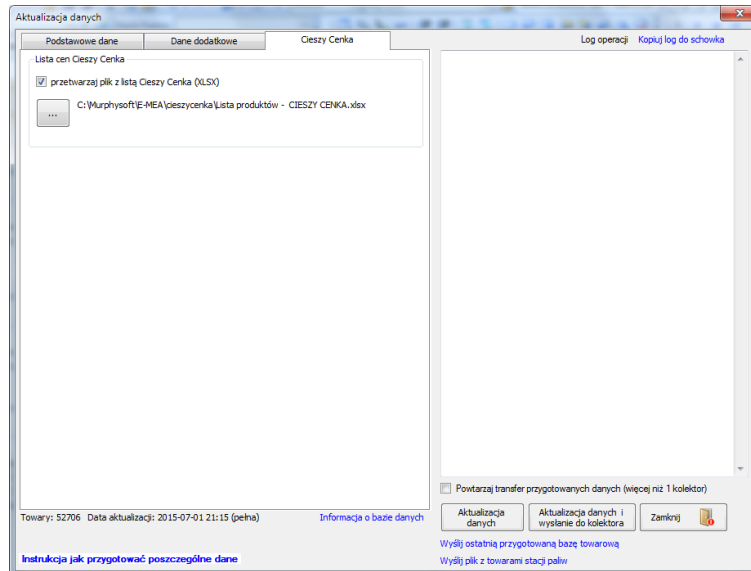 Aktualizacja danych
Podstawowe dane
Dane dodatkowe
Cieszy Cenka
Log operacji
Kopiuj log do schowka
Lista cen Cieszy Cenka
przetwarzaj plik z listą Cieszy Cenka (XLSX)
...
C:\Murphysoft\E-MEA\cieszycenka\Lista produktów - CIESZY CENKA.xlsx
Powtarzaj transfer przygotowanych danych (więcej niż 1 kolektor)
Towary: 52706 Data aktualizacji: 2015-07-01 21:15 (pełna)
Informacja o bazie danych
Aktualizacja
danych
Aktualizacja danych i
wysłanie do kolektora
Zamknij
Wyślij ostatnią przygotowaną bazę towarową
Instrukcja jak przygotować poszczególne dane
Wyślij plik z towarami stacji paliw